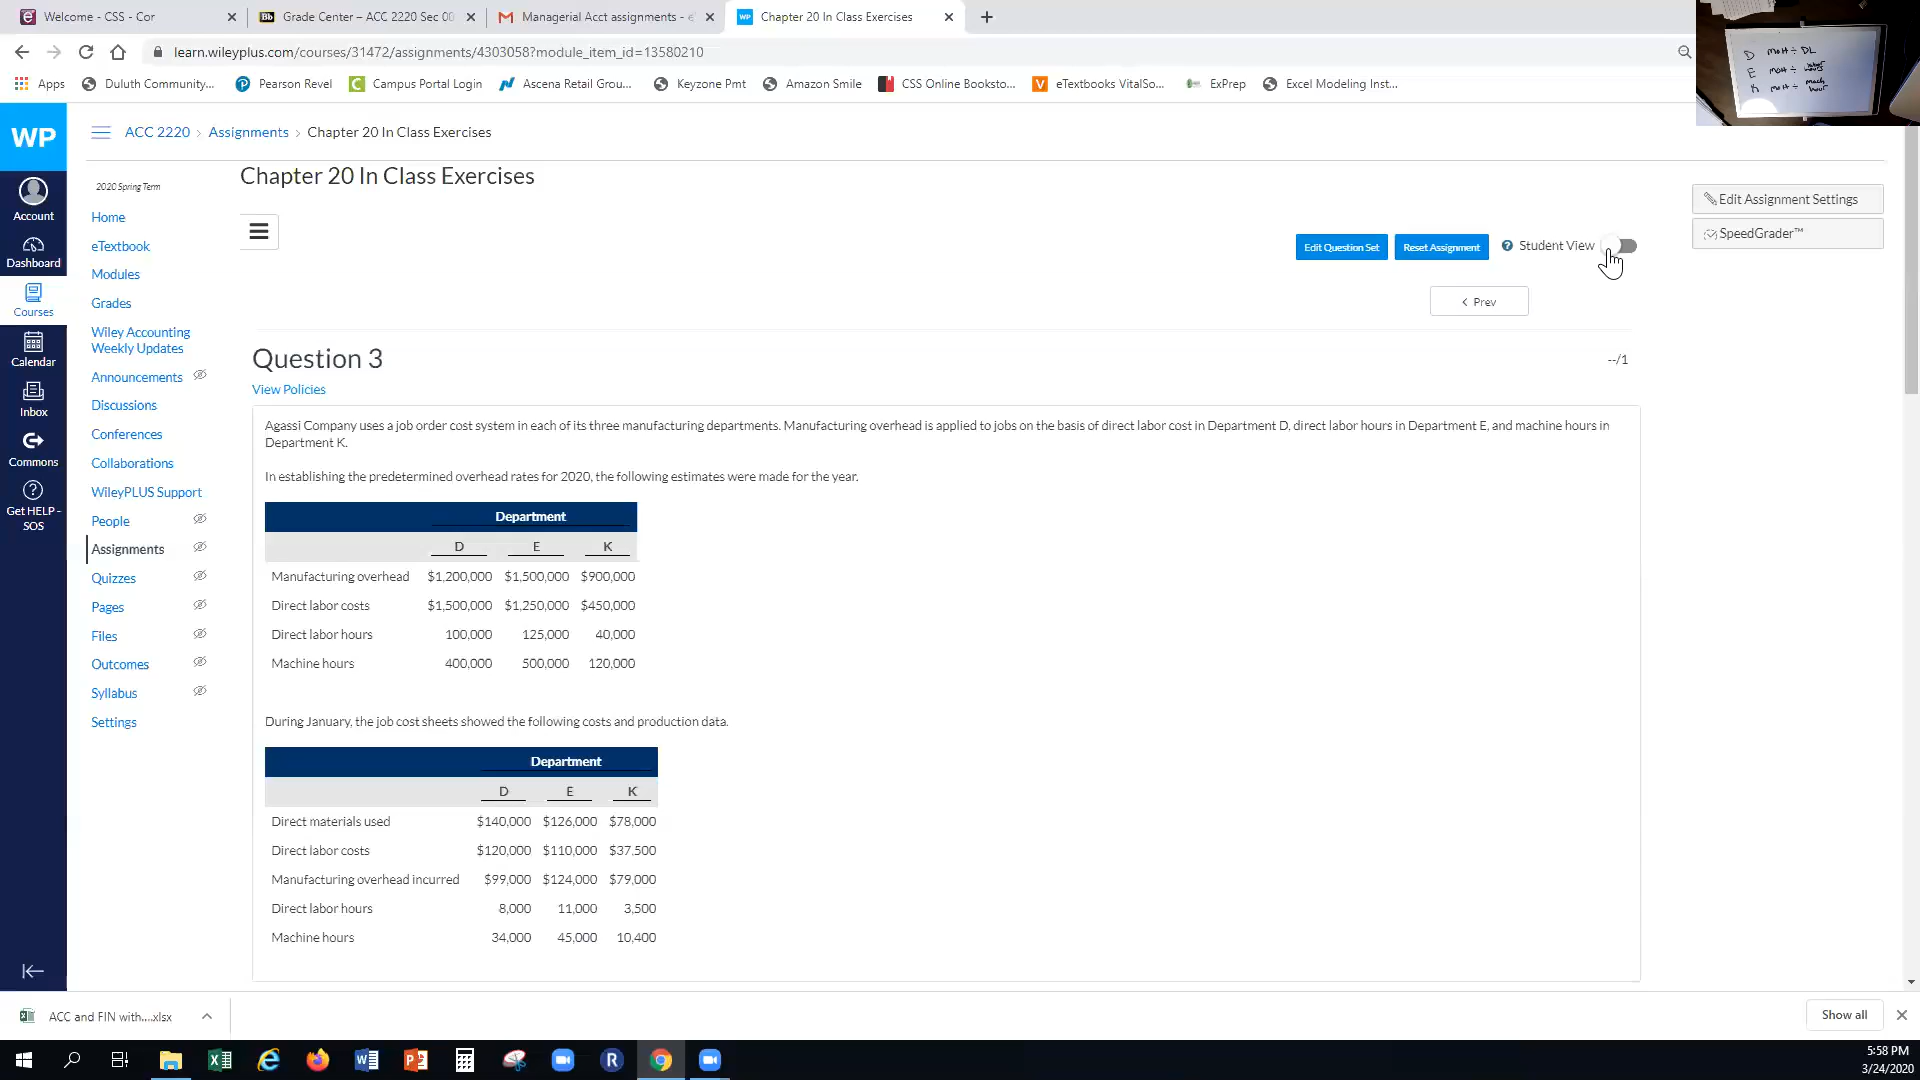 Welcome - CSS - Cor
Grade Center – ACC 2220 Sec 00
Managerial Acct assignments - e
Chapter 20 In Class Exercises
learn.wileyplus.com/courses/31472/assignments/4303058?module_item_id=13580210
Apps
Duluth Community...
Pearson Revel
Campus Portal Login
Ascena Retail Grou...
Keyzone Pmt
Amazon Smile
CSS Online Booksto...
eTextbooks VitalSo...
ExPrep
Excel Modeling Inst...
D MOH ÷ DL
E MOH ÷ labor hours
K MOH ÷ mach hour
WP
ACC 2220 › Assignments › Chapter 20 In Class Exercises
Account
Dashboard
Courses
Calendar
Inbox
Commons
Get HELP -
SOS
2020 Spring Term
Home
eTextbook
Modules
Grades
Wiley Accounting
Weekly Updates
Announcements
Discussions
Conferences
Collaborations
WileyPLUS Support
People
Assignments
Quizzes
Pages
Files
Outcomes
Syllabus
Settings
Chapter 20 In Class Exercises
Edit Question Set
Reset Assignment
Student View
Edit Assignment Settings
SpeedGrader™
‹ Prev
Question 3
--/1
View Policies
Agassi Company uses a job order cost system in each of its three manufacturing departments. Manufacturing overhead is applied to jobs on the basis of direct labor cost in Department D, direct labor hours in Department E, and machine hours in
Department K.
In establishing the predetermined overhead rates for 2020, the following estimates were made for the year.
Department
D E K
Manufacturing overhead $1,200,000 $1,500,000 $900,000
Direct labor costs $1,500,000 $1,250,000 $450,000
Direct labor hours 100,000 125,000 40,000
Machine hours 400,000 500,000 120,000
During January, the job cost sheets showed the following costs and production data.
Department
D E K
Direct materials used $140,000 $126,000 $78,000
Direct labor costs $120,000 $110,000 $37,500
Manufacturing overhead incurred $99,000 $124,000 $79,000
Direct labor hours 8,000 11,000 3,500
Machine hours 34,000 45,000 10,400
ACC and FIN with....xlsx
Show all
5:58 PM
3/24/2020